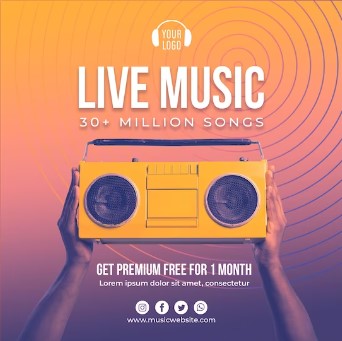 YOUR
LOGO
LIVE MUSIC
30+ MILLION SONGS
GET PREMIUM FREE FOR 1 MONTH
Lorem ipsum dolor sit amet, consectetur
www.musicwebsite.com